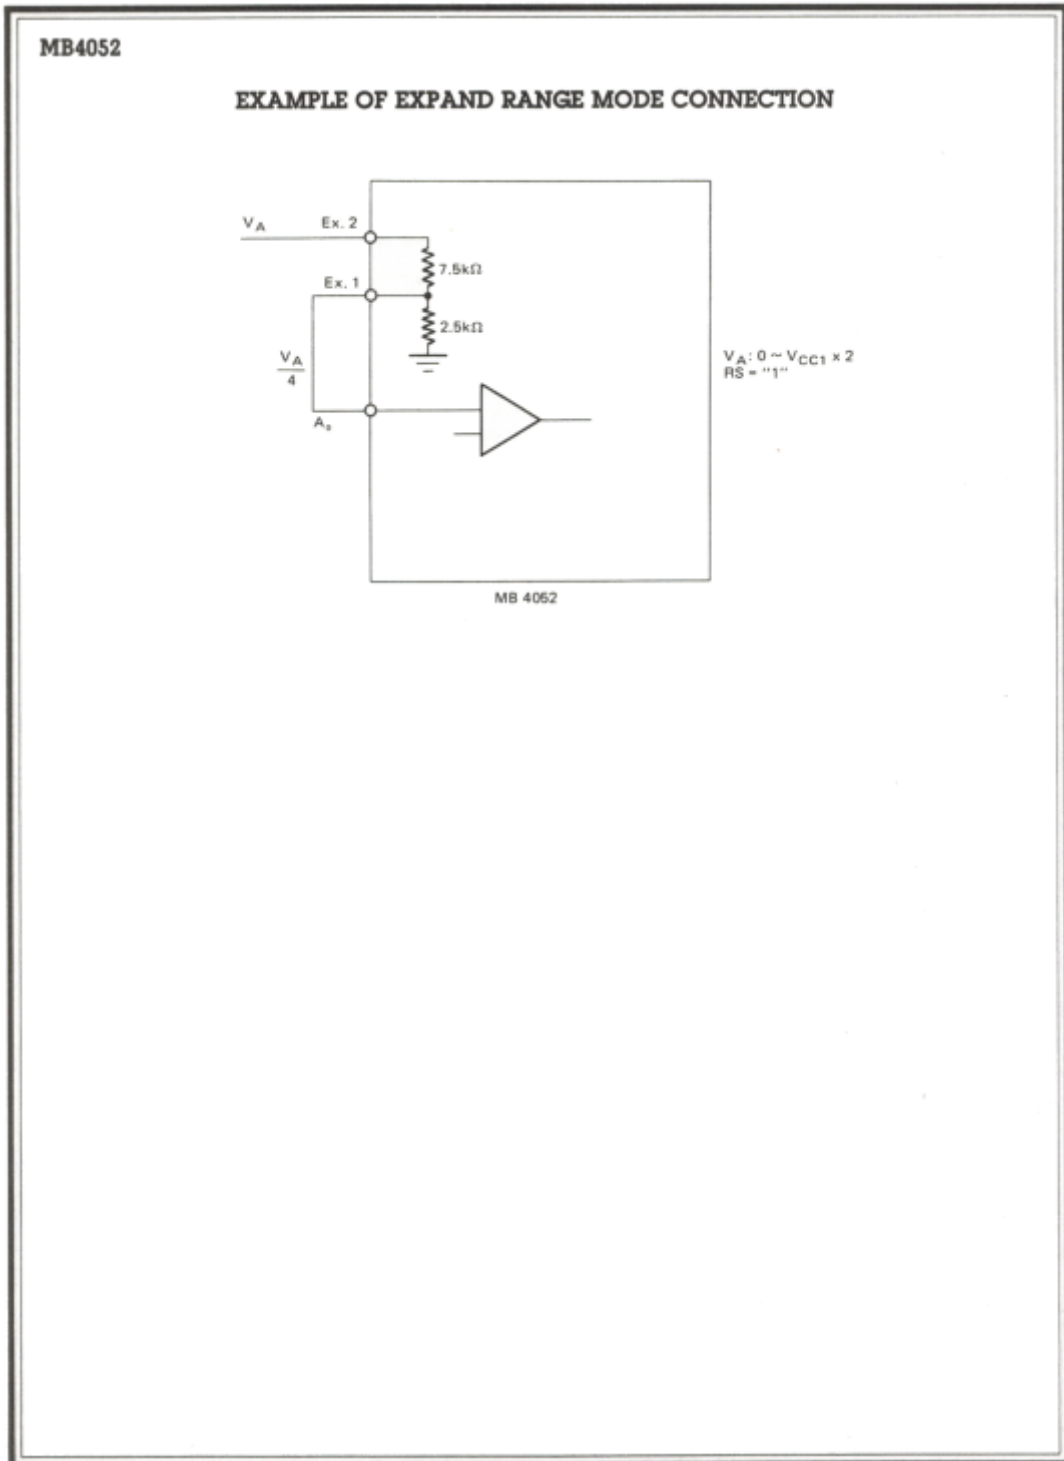 MB4052
EXAMPLE OF EXPAND RANGE MODE CONNECTION
VA
Ex. 2
7.5kΩ
Ex. 1
2.5kΩ
VA
4
VA: 0 ~ VCC1 x 2
RS = "1"
A₀
MB 4052